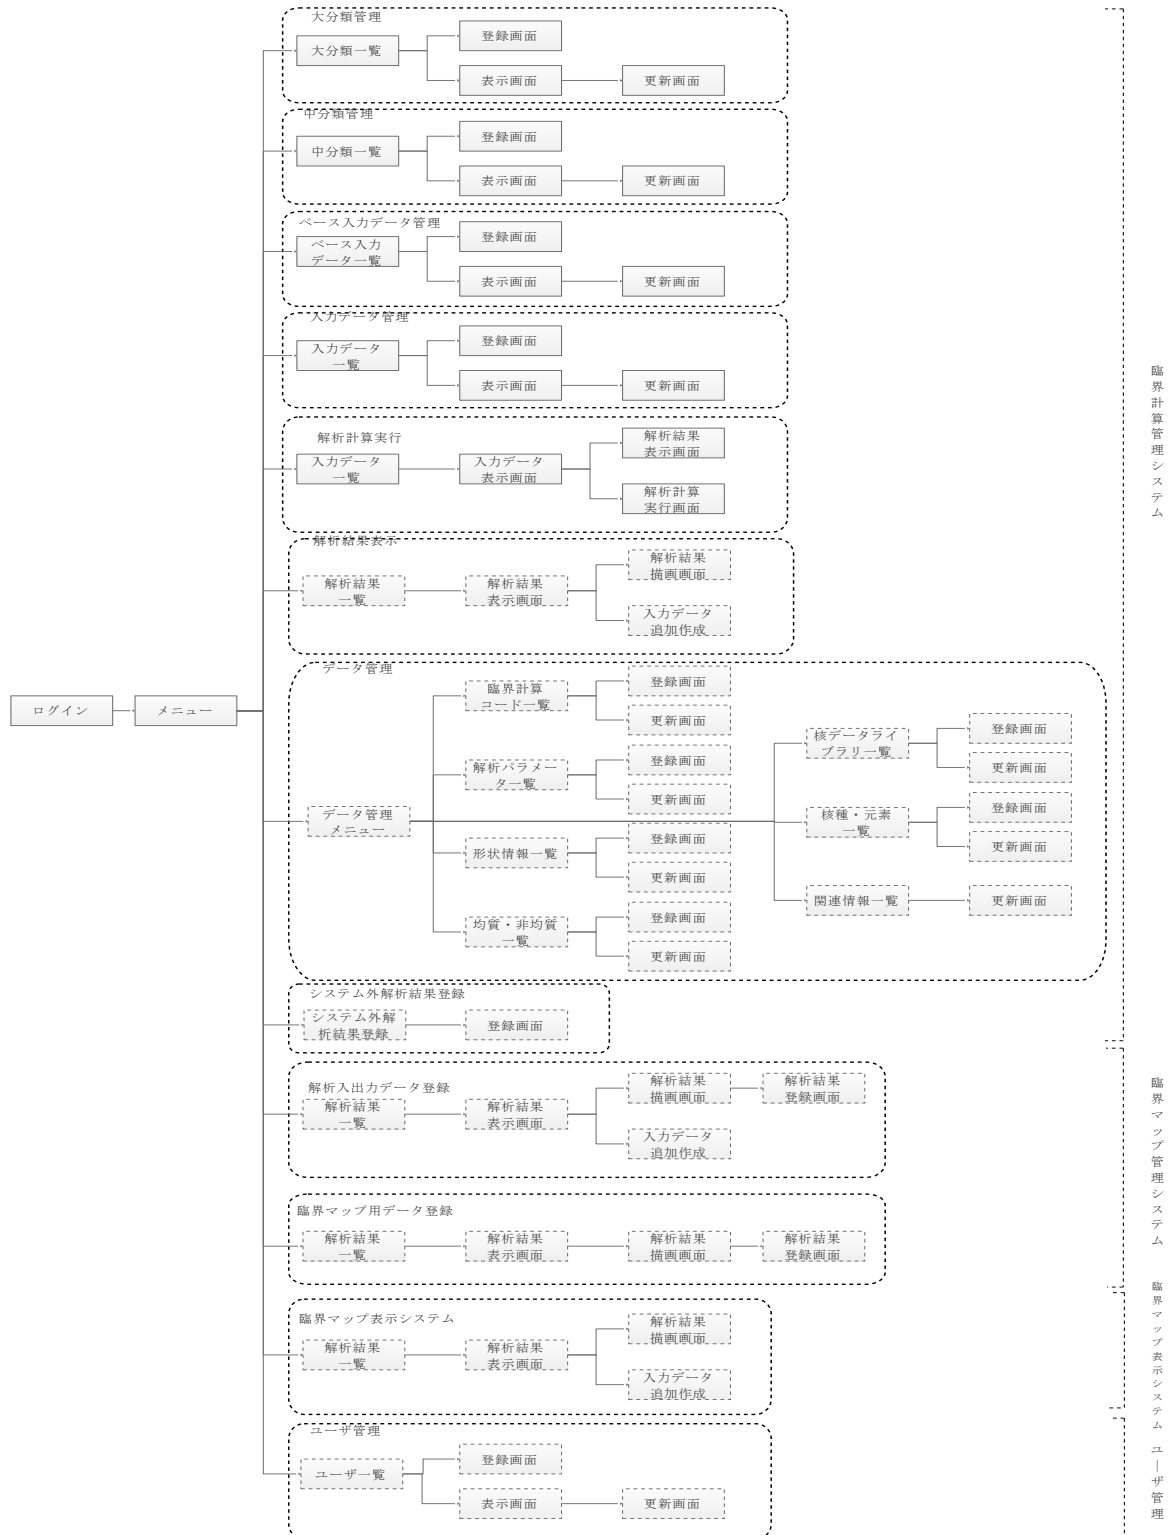 大分類管理
大分類一覧
登録画面
表示画面
更新画面
中分類管理
中分類一覧
登録画面
表示画面
更新画面
ベース入力データ管理
ベース入力
データ一覧
登録画面
表示画面
更新画面
入力データ管理
入力データ
一覧
登録画面
表示画面
更新画面
解析計算実行
入力データ
一覧
入力データ
表示画面
解析結果
表示画面
解析計算
実行画面
解析結果表示
解析結果
一覧
解析結果
表示画面
解析結果
描画画面
入力データ
追加作成
ログイン
メニュー
データ管理
データ管理
メニュー
臨界計算
コード一覧
登録画面
更新画面
解析パラメー
タ一覧
登録画面
更新画面
形状情報一覧
登録画面
更新画面
均質・非均質
一覧
登録画面
更新画面
核データライ
ブラリ一覧
登録画面
更新画面
核種・元素
一覧
登録画面
更新画面
関連情報一覧
更新画面
システム外解析結果登録
システム外解
析結果登録
登録画面
解析入出力データ登録
解析結果
一覧
解析結果
表示画面
解析結果
描画画面
解析結果
登録画面
入力データ
追加作成
臨界マップ用データ登録
解析結果
一覧
解析結果
表示画面
解析結果
描画画面
解析結果
登録画面
臨界マップ表示システム
解析結果
一覧
解析結果
表示画面
解析結果
描画画面
入力データ
追加作成
ユーザ管理
ユーザ一覧
登録画面
表示画面
更新画面
臨界計算管理システム
臨界マップ管理システム
臨界マップ表示システム
ユーザ管理